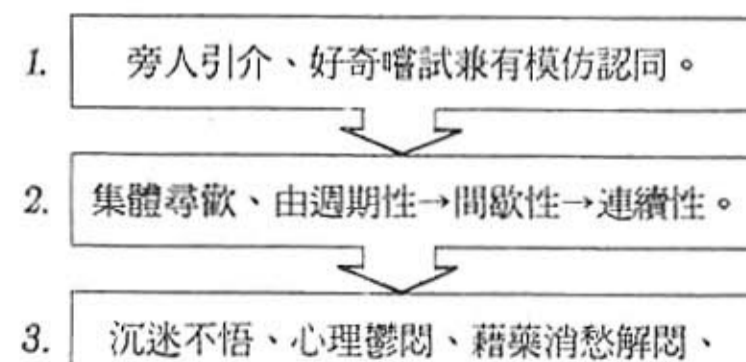 1. 旁人引介、好奇嚐試兼有模仿認同。
2. 集體尋歡、由週期性→間歇性→連續性。
3. 沉迷不悟、心理鬱悶、藉藥消愁解悶、